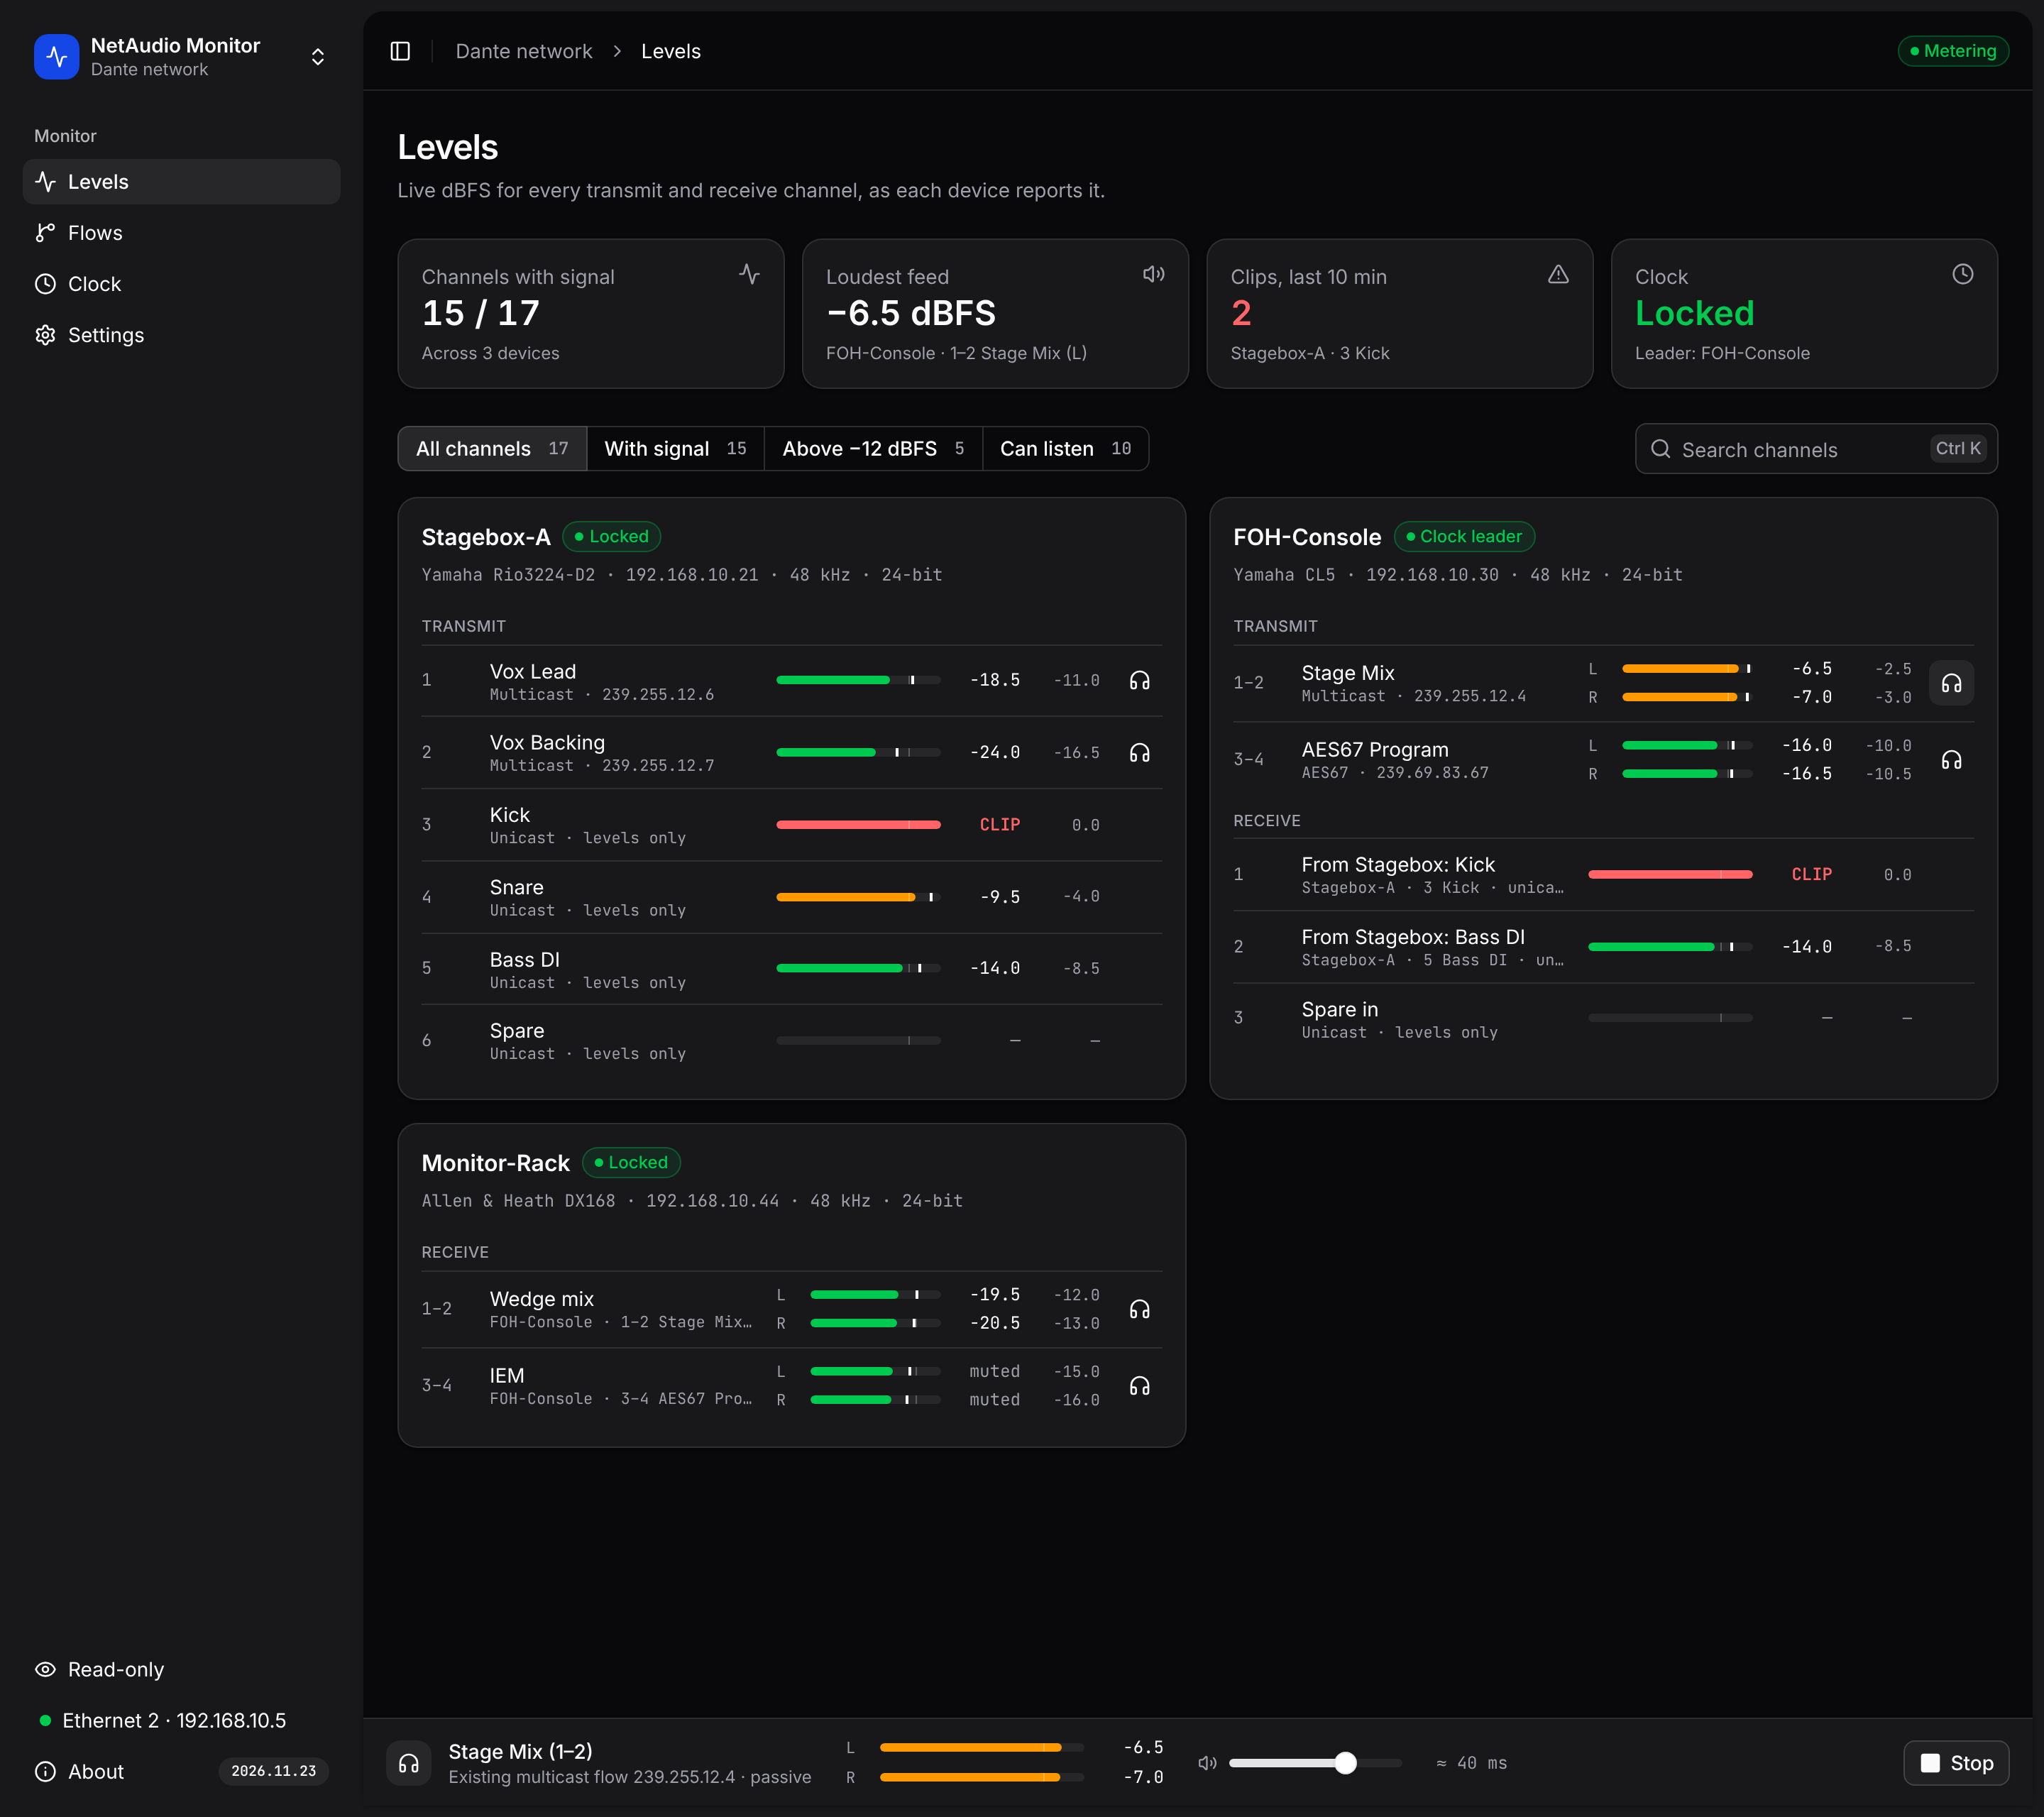 NetAudio Monitor
Dante network
Monitor
Levels
Flows
Clock
Settings
Read-only
Ethernet 2 · 192.168.10.5
About 2026.11.23
Dante network > Levels
Metering
Levels
Live dBFS for every transmit and receive channel, as each device reports it.
Channels with signal
15 / 17
Across 3 devices
Loudest feed
−6.5 dBFS
FOH-Console · 1–2 Stage Mix (L)
Clips, last 10 min
2
Stagebox-A · 3 Kick
Clock
Locked
Leader: FOH-Console
All channels 17 With signal 15 Above −12 dBFS 5 Can listen 10
Search channels Ctrl K
Stagebox-A Locked
Yamaha Rio3224-D2 · 192.168.10.21 · 48 kHz · 24-bit
TRANSMIT
1 Vox Lead -18.5 -11.0
Multicast · 239.255.12.6
2 Vox Backing -24.0 -16.5
Multicast · 239.255.12.7
3 Kick CLIP 0.0
Unicast · levels only
4 Snare -9.5 -4.0
Unicast · levels only
5 Bass DI -14.0 -8.5
Unicast · levels only
6 Spare — —
Unicast · levels only
FOH-Console Clock leader
Yamaha CL5 · 192.168.10.30 · 48 kHz · 24-bit
TRANSMIT
1–2 Stage Mix L -6.5 -2.5
Multicast · 239.255.12.4 R -7.0 -3.0
3–4 AES67 Program L -16.0 -10.0
AES67 · 239.69.83.67 R -16.5 -10.5
RECEIVE
1 From Stagebox: Kick CLIP 0.0
Stagebox-A · 3 Kick · unica…
2 From Stagebox: Bass DI -14.0 -8.5
Stagebox-A · 5 Bass DI · un…
3 Spare in — —
Unicast · levels only
Monitor-Rack Locked
Allen & Heath DX168 · 192.168.10.44 · 48 kHz · 24-bit
RECEIVE
1–2 Wedge mix L -19.5 -12.0
FOH-Console · 1–2 Stage Mix… R -20.5 -13.0
3–4 IEM L muted -15.0
FOH-Console · 3–4 AES67 Pro… R muted -16.0
Stage Mix (1–2) L -6.5
Existing multicast flow 239.255.12.4 · passive R -7.0
≈ 40 ms
Stop